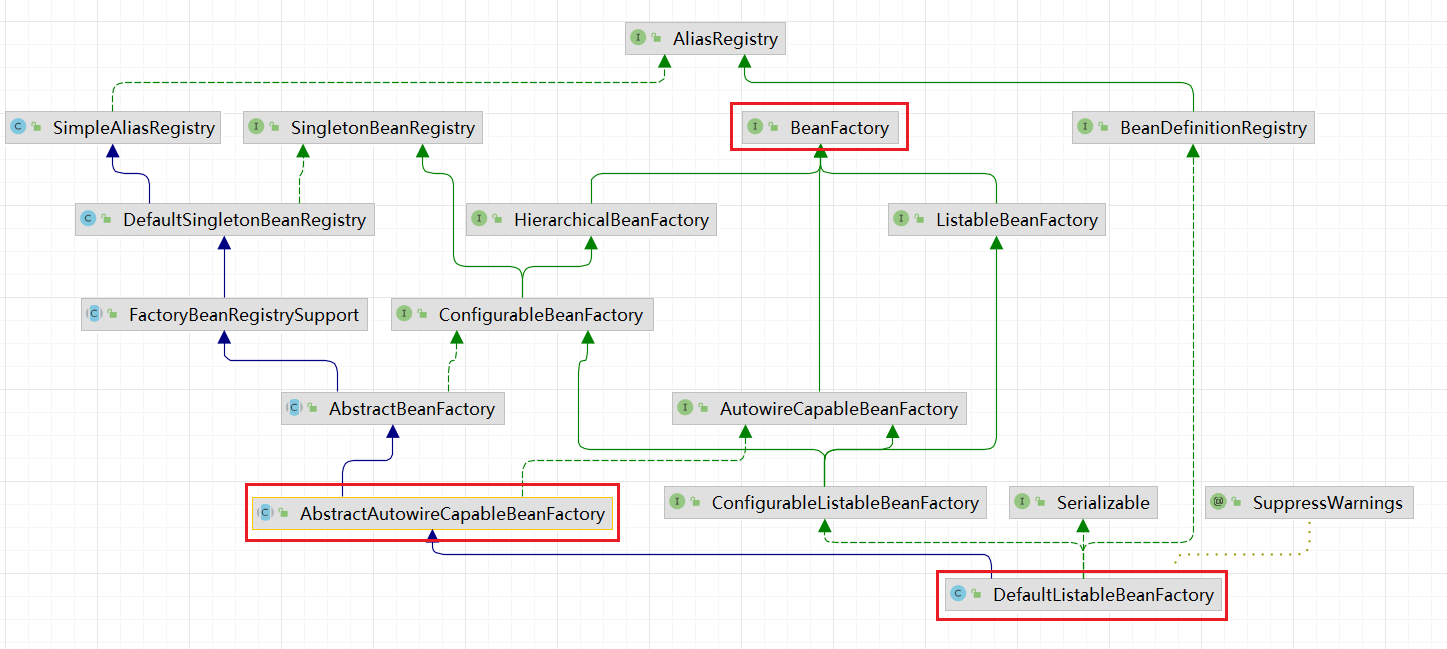 AliasRegistry
SimpleAliasRegistry
SingletonBeanRegistry
BeanFactory
BeanDefinitionRegistry
DefaultSingletonBeanRegistry
HierarchicalBeanFactory
ListableBeanFactory
FactoryBeanRegistrySupport
ConfigurableBeanFactory
AbstractBeanFactory
AutowireCapableBeanFactory
AbstractAutowireCapableBeanFactory
ConfigurableListableBeanFactory
Serializable
SuppressWarnings
DefaultListableBeanFactory